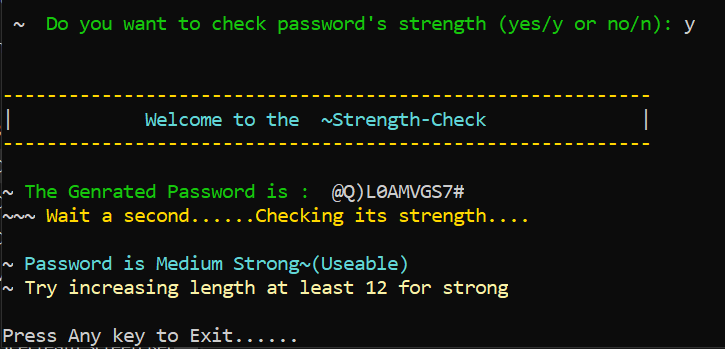 ~ Do you want to check password's strength (yes/y or no/n): y
------------------------------------------------------------
| Welcome to the ~Strength-Check |
------------------------------------------------------------
~ The Genrated Password is : @Q)L0AMVGS7#
~~~ Wait a second......Checking its strength....
~ Password is Medium Strong~(Useable)
~ Try increasing length at least 12 for strong
Press Any key to Exit......